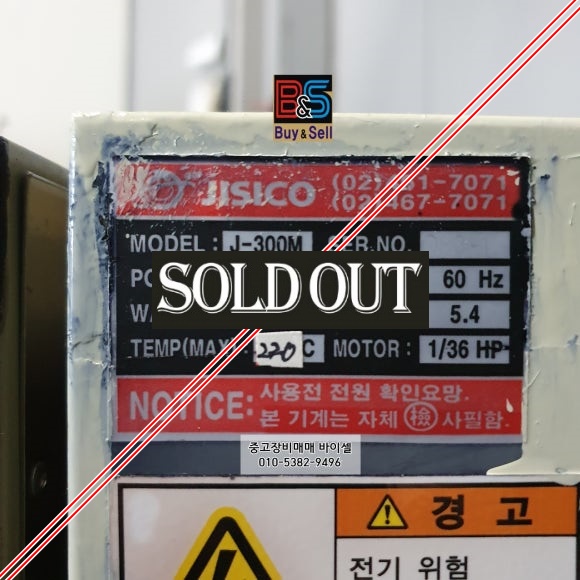 B&S
Buy & Sell
JISICO (02)461-7071
(02)467-7071
MODEL : J-300M SER.NO.
60 Hz
SOLD OUT
5.4
TEMP(MAX) : 220 C MOTOR : 1/36 HP
NOTICE: 사용전 전원 확인요망.
본 기계는 자체 檢 사필함.
중고장비매매 바이셀
010-5382-9496
경 고
전기 위험